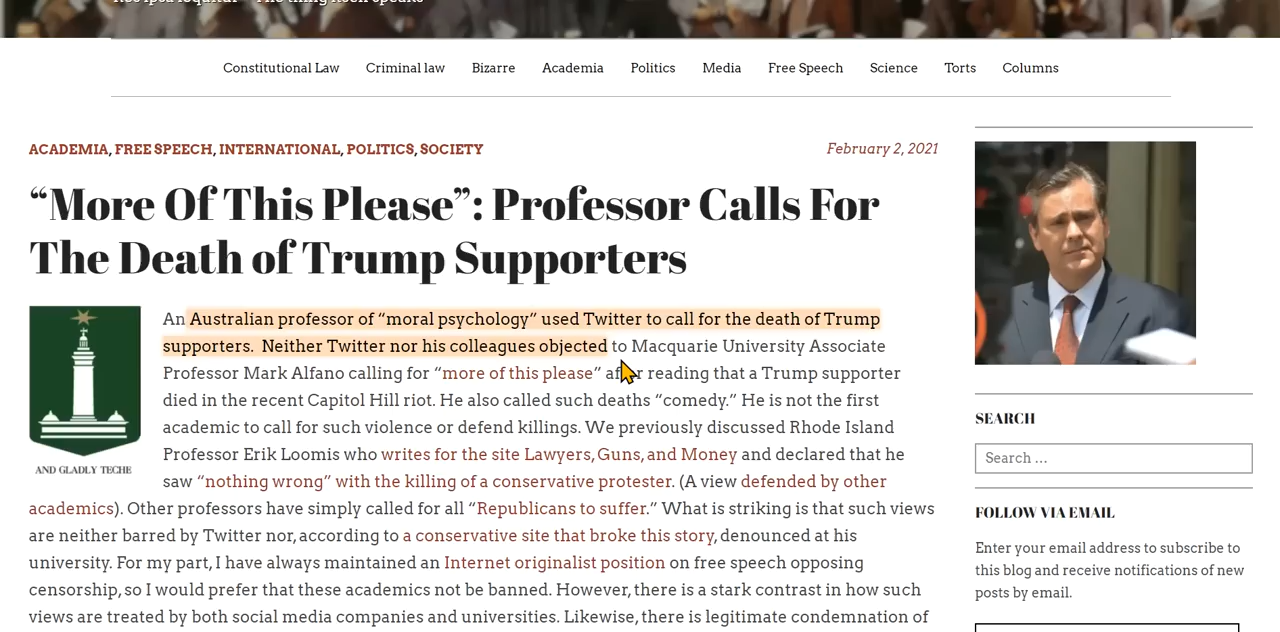 Constitutional Law Criminal law Bizarre Academia Politics Media Free Speech Science Torts Columns
ACADEMIA, FREE SPEECH, INTERNATIONAL, POLITICS, SOCIETY
February 2, 2021
“More Of This Please”: Professor Calls For
The Death of Trump Supporters
An Australian professor of “moral psychology” used Twitter to call for the death of Trump
supporters. Neither Twitter nor his colleagues objected to Macquarie University Associate
Professor Mark Alfano calling for “more of this please” after reading that a Trump supporter
died in the recent Capitol Hill riot. He also called such deaths “comedy.” He is not the first
academic to call for such violence or defend killings. We previously discussed Rhode Island
Professor Erik Loomis who writes for the site Lawyers, Guns, and Money and declared that he
saw “nothing wrong” with the killing of a conservative protester. (A view defended by other
academics). Other professors have simply called for all “Republicans to suffer.” What is striking is that such views
are neither barred by Twitter nor, according to a conservative site that broke this story, denounced at his
university. For my part, I have always maintained an Internet originalist position on free speech opposing
censorship, so I would prefer that these academics not be banned. However, there is a stark contrast in how such
views are treated by both social media companies and universities. Likewise, there is legitimate condemnation of
AND GLADLY TECHE
SEARCH
Search …
FOLLOW VIA EMAIL
Enter your email address to subscribe to
this blog and receive notifications of new
posts by email.